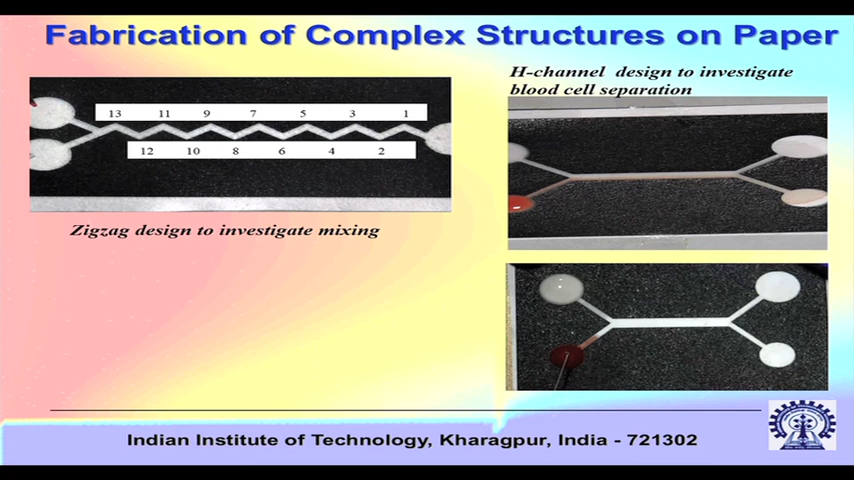 Fabrication of Complex Structures on Paper
H-channel design to investigate
blood cell separation
13 11 9 7 5 3 1
12 10 8 6 4 2
Zigzag design to investigate mixing
Indian Institute of Technology, Kharagpur, India - 721302